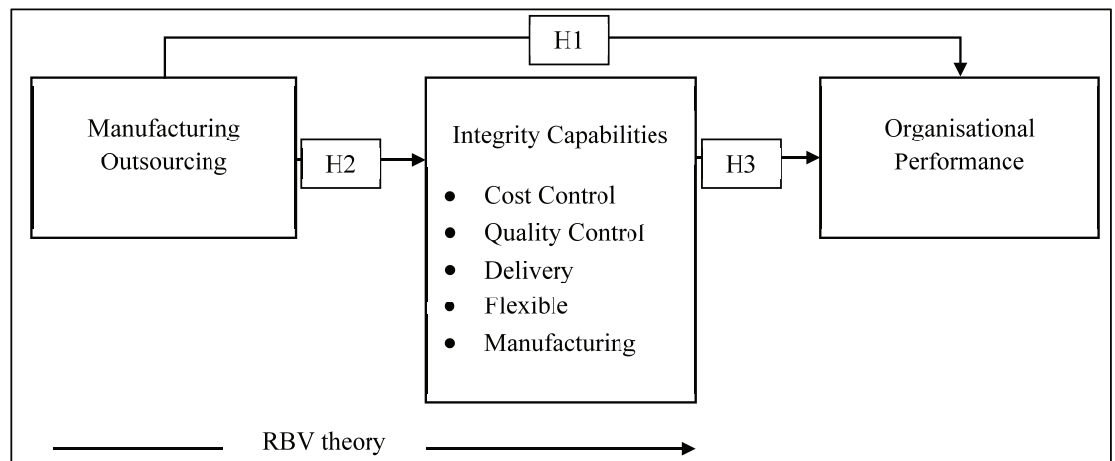 H1
Manufacturing
Outsourcing
H2
Integrity Capabilities
• Cost Control
• Quality Control
• Delivery
• Flexible
• Manufacturing
H3
Organisational
Performance
RBV theory